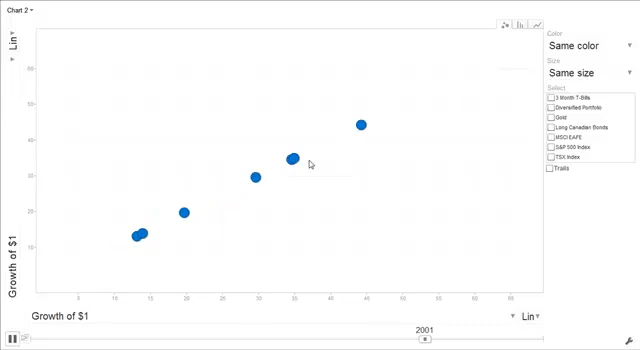 Chart 2
Lin
Growth of $1
60
50
40
30
20
10
5
10
15
20
25
30
35
40
45
50
55
60
65
Growth of $1
Lin
2001
Color
Same color
Size
Same size
Select
3 Month T-Bills
Diversified Portfolio
Gold
Long Canadian Bonds
MSCI EAFE
S&P 500 Index
TSX Index
Trails